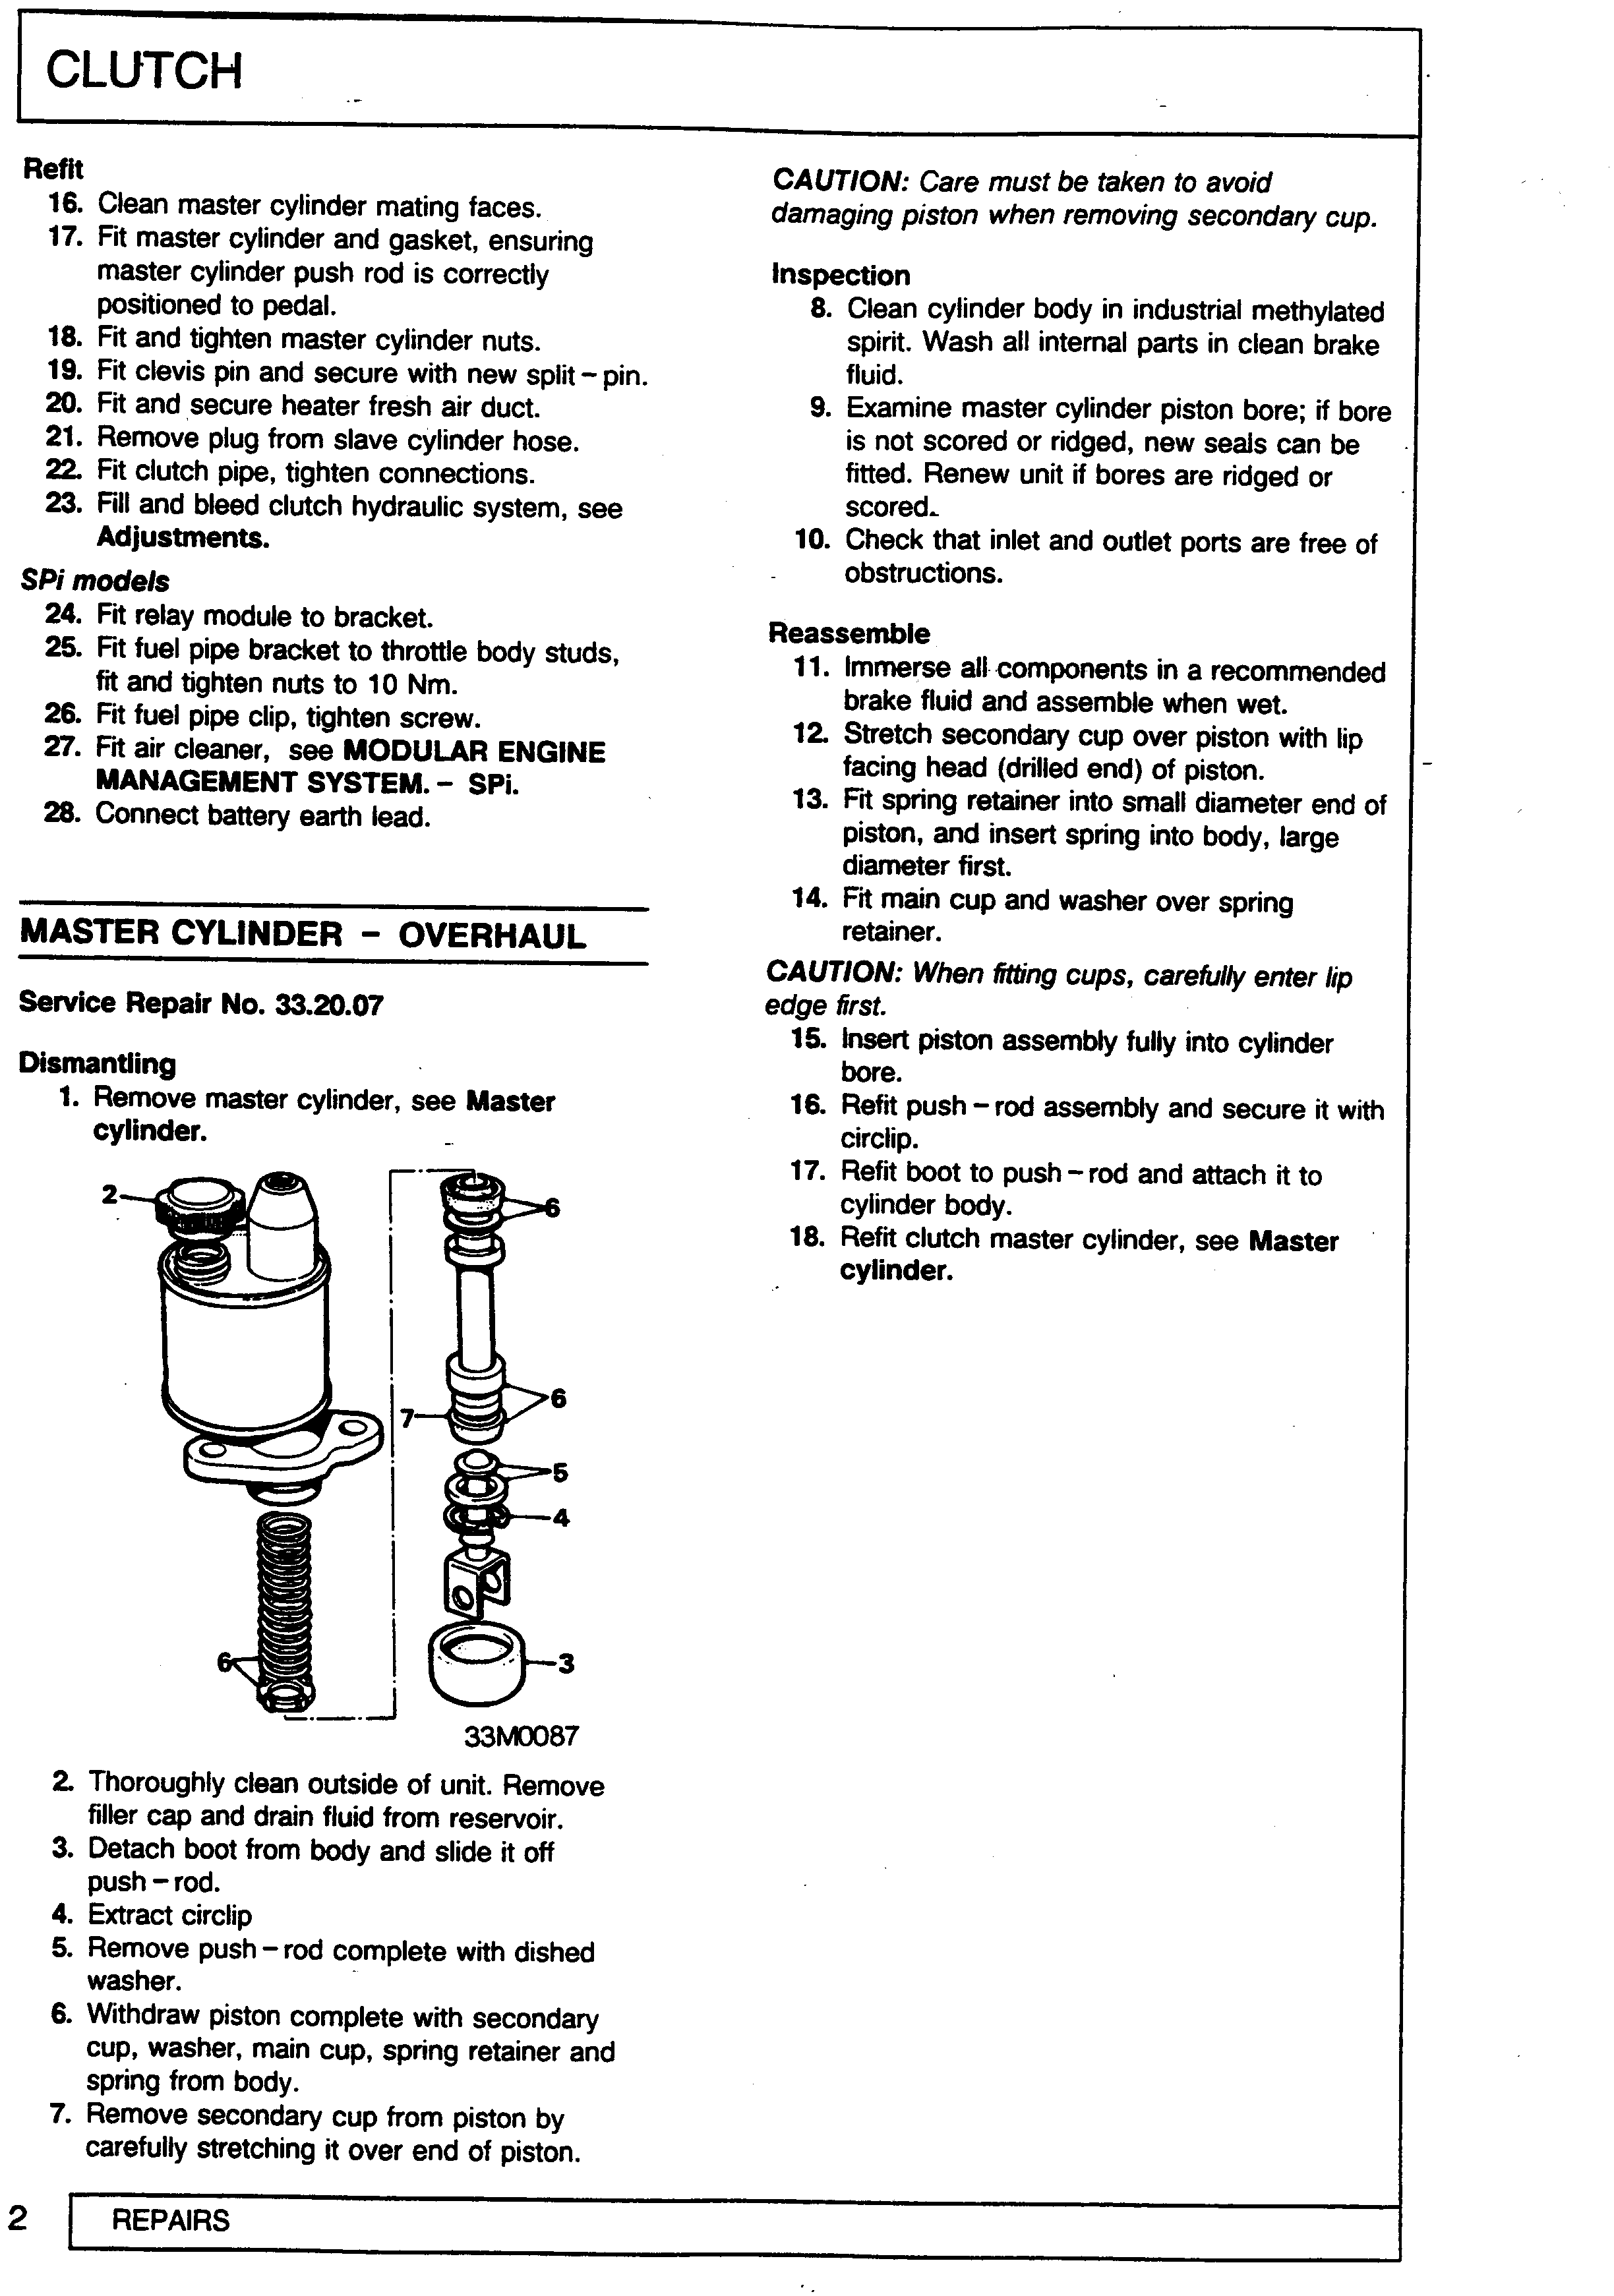 CLUTCH
Refit
16. Clean master cylinder mating faces.
17. Fit master cylinder and gasket, ensuring
master cylinder push rod is correctly
positioned to pedal.
18. Fit and tighten master cylinder nuts.
19. Fit clevis pin and secure with new split–pin.
20. Fit and secure heater fresh air duct.
21. Remove plug from slave cylinder hose.
22. Fit clutch pipe, tighten connections.
23. Fill and bleed clutch hydraulic system, see
Adjustments.
SPi models
24. Fit relay module to bracket.
25. Fit fuel pipe bracket to throttle body studs,
fit and tighten nuts to 10 Nm.
26. Fit fuel pipe clip, tighten screw.
27. Fit air cleaner, see MODULAR ENGINE
MANAGEMENT SYSTEM. – SPi.
28. Connect battery earth lead.
MASTER CYLINDER – OVERHAUL
Service Repair No. 33.20.07
Dismantling
1. Remove master cylinder, see Master
cylinder.
2
6
6
7
5
4
6
3
33M0087
2. Thoroughly clean outside of unit. Remove
filler cap and drain fluid from reservoir.
3. Detach boot from body and slide it off
push–rod.
4. Extract circlip
5. Remove push–rod complete with dished
washer.
6. Withdraw piston complete with secondary
cup, washer, main cup, spring retainer and
spring from body.
7. Remove secondary cup from piston by
carefully stretching it over end of piston.
CAUTION: Care must be taken to avoid
damaging piston when removing secondary cup.
Inspection
8. Clean cylinder body in industrial methylated
spirit. Wash all internal parts in clean brake
fluid.
9. Examine master cylinder piston bore; if bore
is not scored or ridged, new seals can be
fitted. Renew unit if bores are ridged or
scored.
10. Check that inlet and outlet ports are free of
obstructions.
Reassemble
11. Immerse all components in a recommended
brake fluid and assemble when wet.
12. Stretch secondary cup over piston with lip
facing head (drilled end) of piston.
13. Fit spring retainer into small diameter end of
piston, and insert spring into body, large
diameter first.
14. Fit main cup and washer over spring
retainer.
CAUTION: When fitting cups, carefully enter lip
edge first.
15. Insert piston assembly fully into cylinder
bore.
16. Refit push–rod assembly and secure it with
circlip.
17. Refit boot to push–rod and attach it to
cylinder body.
18. Refit clutch master cylinder, see Master
cylinder.
2
REPAIRS